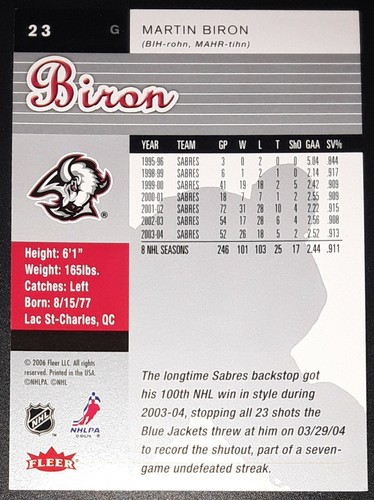 23 G MARTIN BIRON
(BIH-rohn, MAHR-tihn)
Biron
YEAR TEAM GP W L T ShO GAA SV%
1995-96 SABRES 3 0 2 0 0 5.04 .844
1998-99 SABRES 6 1 2 1 0 2.14 .917
1999-00 SABRES 41 19 18 2 5 2.42 .909
2000-01 SABRES 18 7 7 1 2 2.55 .909
2001-02 SABRES 72 31 28 10 4 2.22 .915
2002-03 SABRES 54 17 28 6 4 2.56 .908
2003-04 SABRES 52 26 18 5 2 2.52 .913
8 NHL SEASONS 246 101 103 25 17 2.44 .911
®
Height: 6'1"
Weight: 165lbs.
Catches: Left
Born: 8/15/77
Lac St-Charles, QC
© 2006 Fleer LLC. All rights
reserved. Printed in the USA.
©NHLPA. ©NHL
NHL
NHLPA
FLEER
The longtime Sabres backstop got
his 100th NHL win in style during
2003-04, stopping all 23 shots the
Blue Jackets threw at him on 03/29/04
to record the shutout, part of a seven-
game undefeated streak.